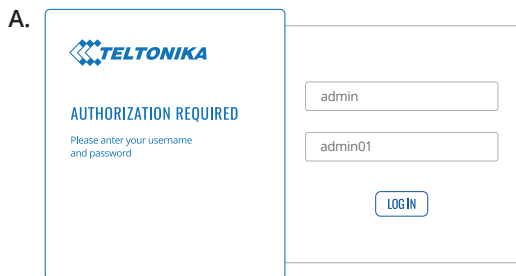 A.
TELTONIKA
AUTHORIZATION REQUIRED
Please anter your username
and password
admin
admin01
LOG IN